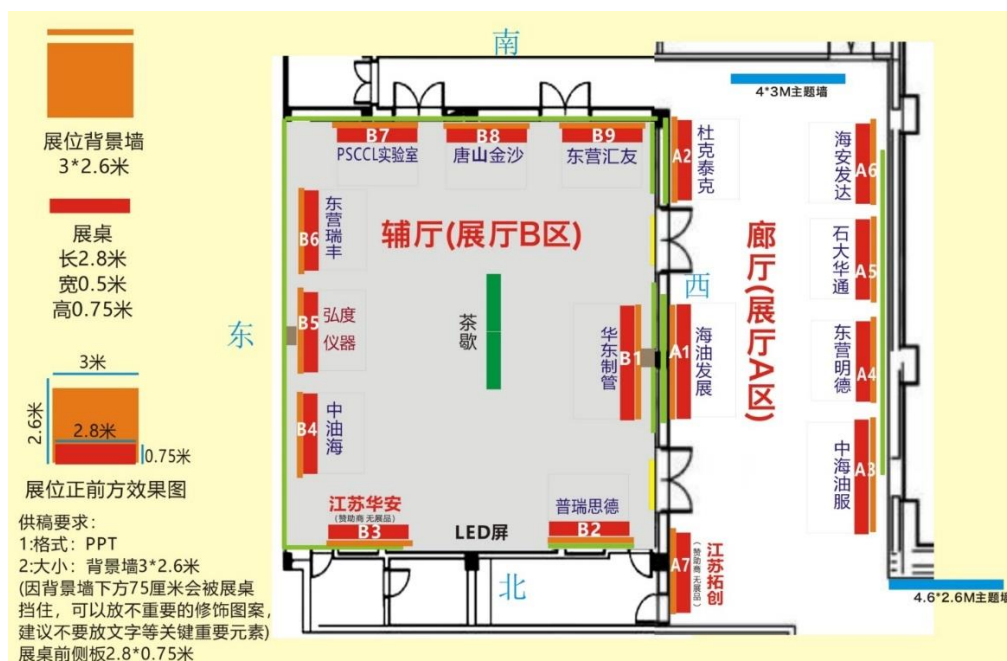 展位背景墙
3*2.6米
展桌
长2.8米
宽0.5米
高0.75米
3米
2.6米
2.8米
0.75米
展位正前方效果图
供稿要求：
1:格式：PPT
2:大小：背景墙3*2.6米
(因背景墙下方75厘米会被展桌
挡住，可以放不重要的修饰图案，
建议不要放文字等关键重要元素)
展桌前侧板2.8*0.75米
南
4*3M主题墙
B7
PSCCL实验室
B8
唐山金沙
B9
东营汇友
A2
杜克泰克
海安发达
A6
B6
东营瑞丰
辅厅(展厅B区)
廊厅(展厅A区)
石大华通
A5
西
东
B5
弘度
仪器
茶歇
华东制管
B1
A1
海油发展
东营明德
A4
B4
中油海
中海油服
A3
江苏华安
(赞助商 无展品)
B3
LED屏
普瑞思德
B2
A7
(赞助商 无展品)
江苏拓创
北
4.6*2.6M主题墙